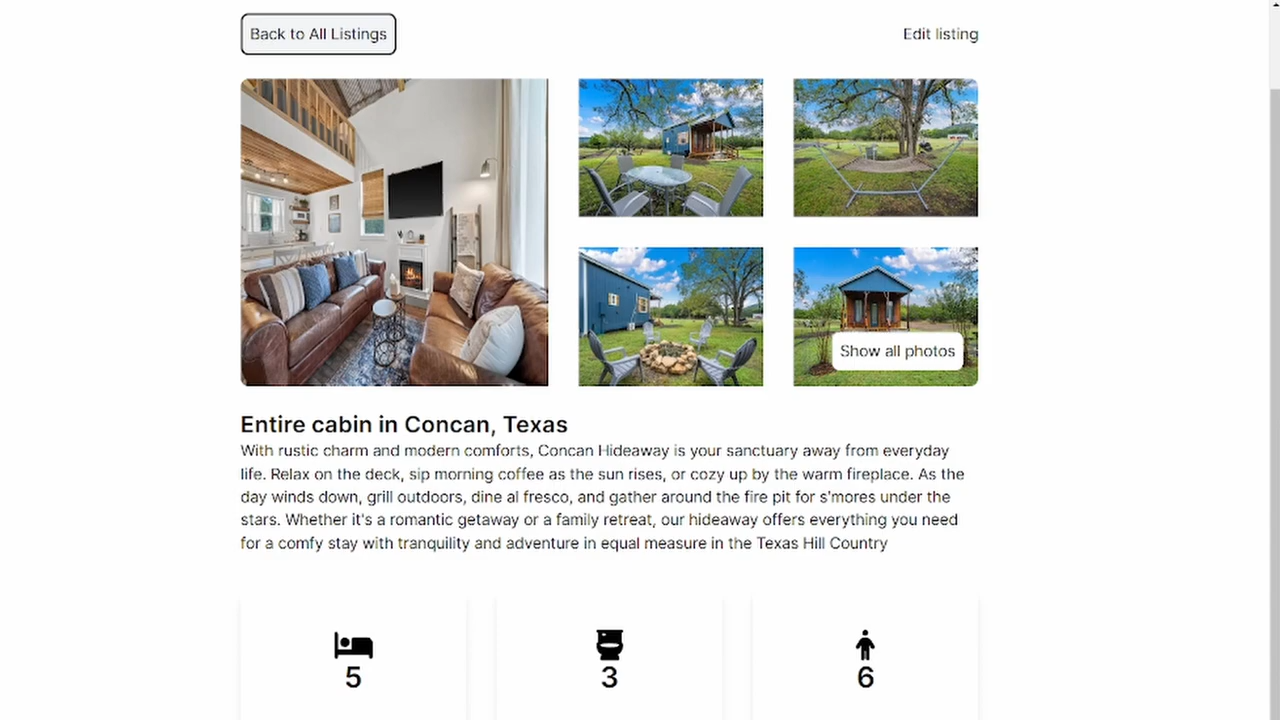 Back to All Listings
Edit listing
Show all photos
Entire cabin in Concan, Texas
With rustic charm and modern comforts, Concan Hideaway is your sanctuary away from everyday
life. Relax on the deck, sip morning coffee as the sun rises, or cozy up by the warm fireplace. As the
day winds down, grill outdoors, dine al fresco, and gather around the fire pit for s'mores under the
stars. Whether it's a romantic getaway or a family retreat, our hideaway offers everything you need
for a comfy stay with tranquility and adventure in equal measure in the Texas Hill Country
5
3
6